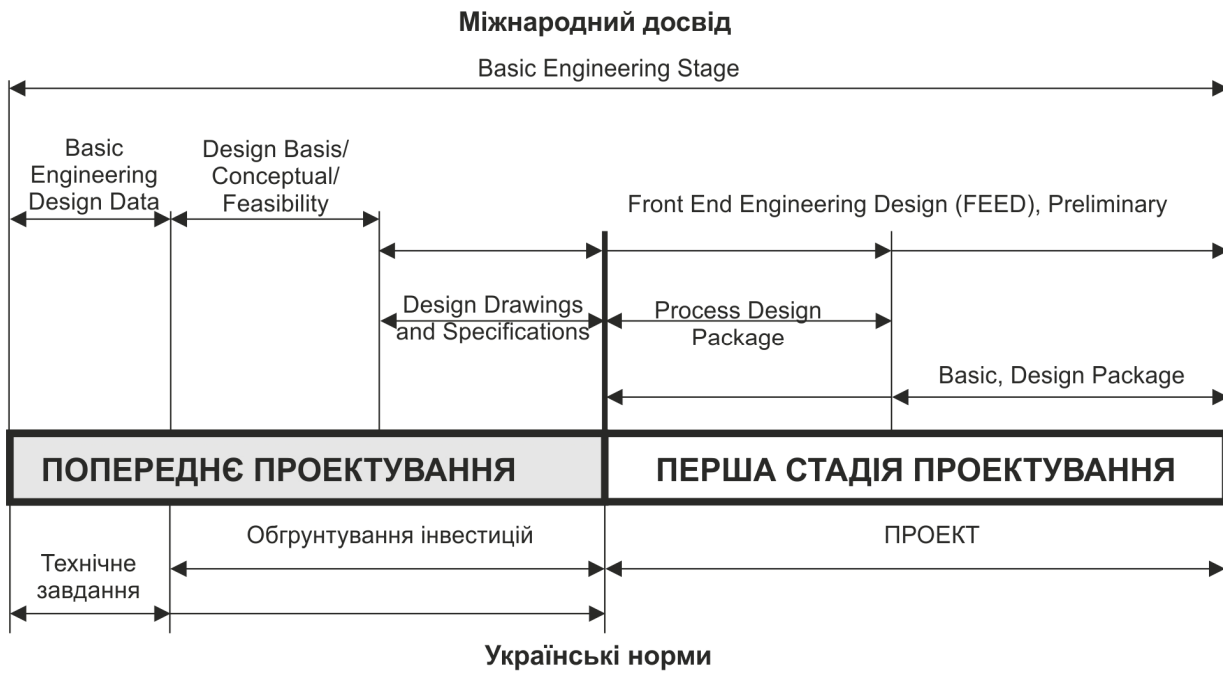 Міжнародний досвід
Basic Engineering Stage
Basic
Engineering
Design Data
Design Basis/
Conceptual/
Feasibility
Front End Engineering Design (FEED), Preliminary
Design Drawings
and Specifications
Process Design
Package
Basic, Design Package
ПОПЕРЕДНЄ ПРОЕКТУВАННЯ
ПЕРША СТАДІЯ ПРОЕКТУВАННЯ
Обгрунтування інвестицій
ПРОЕКТ
Технічне
завдання
Українські норми